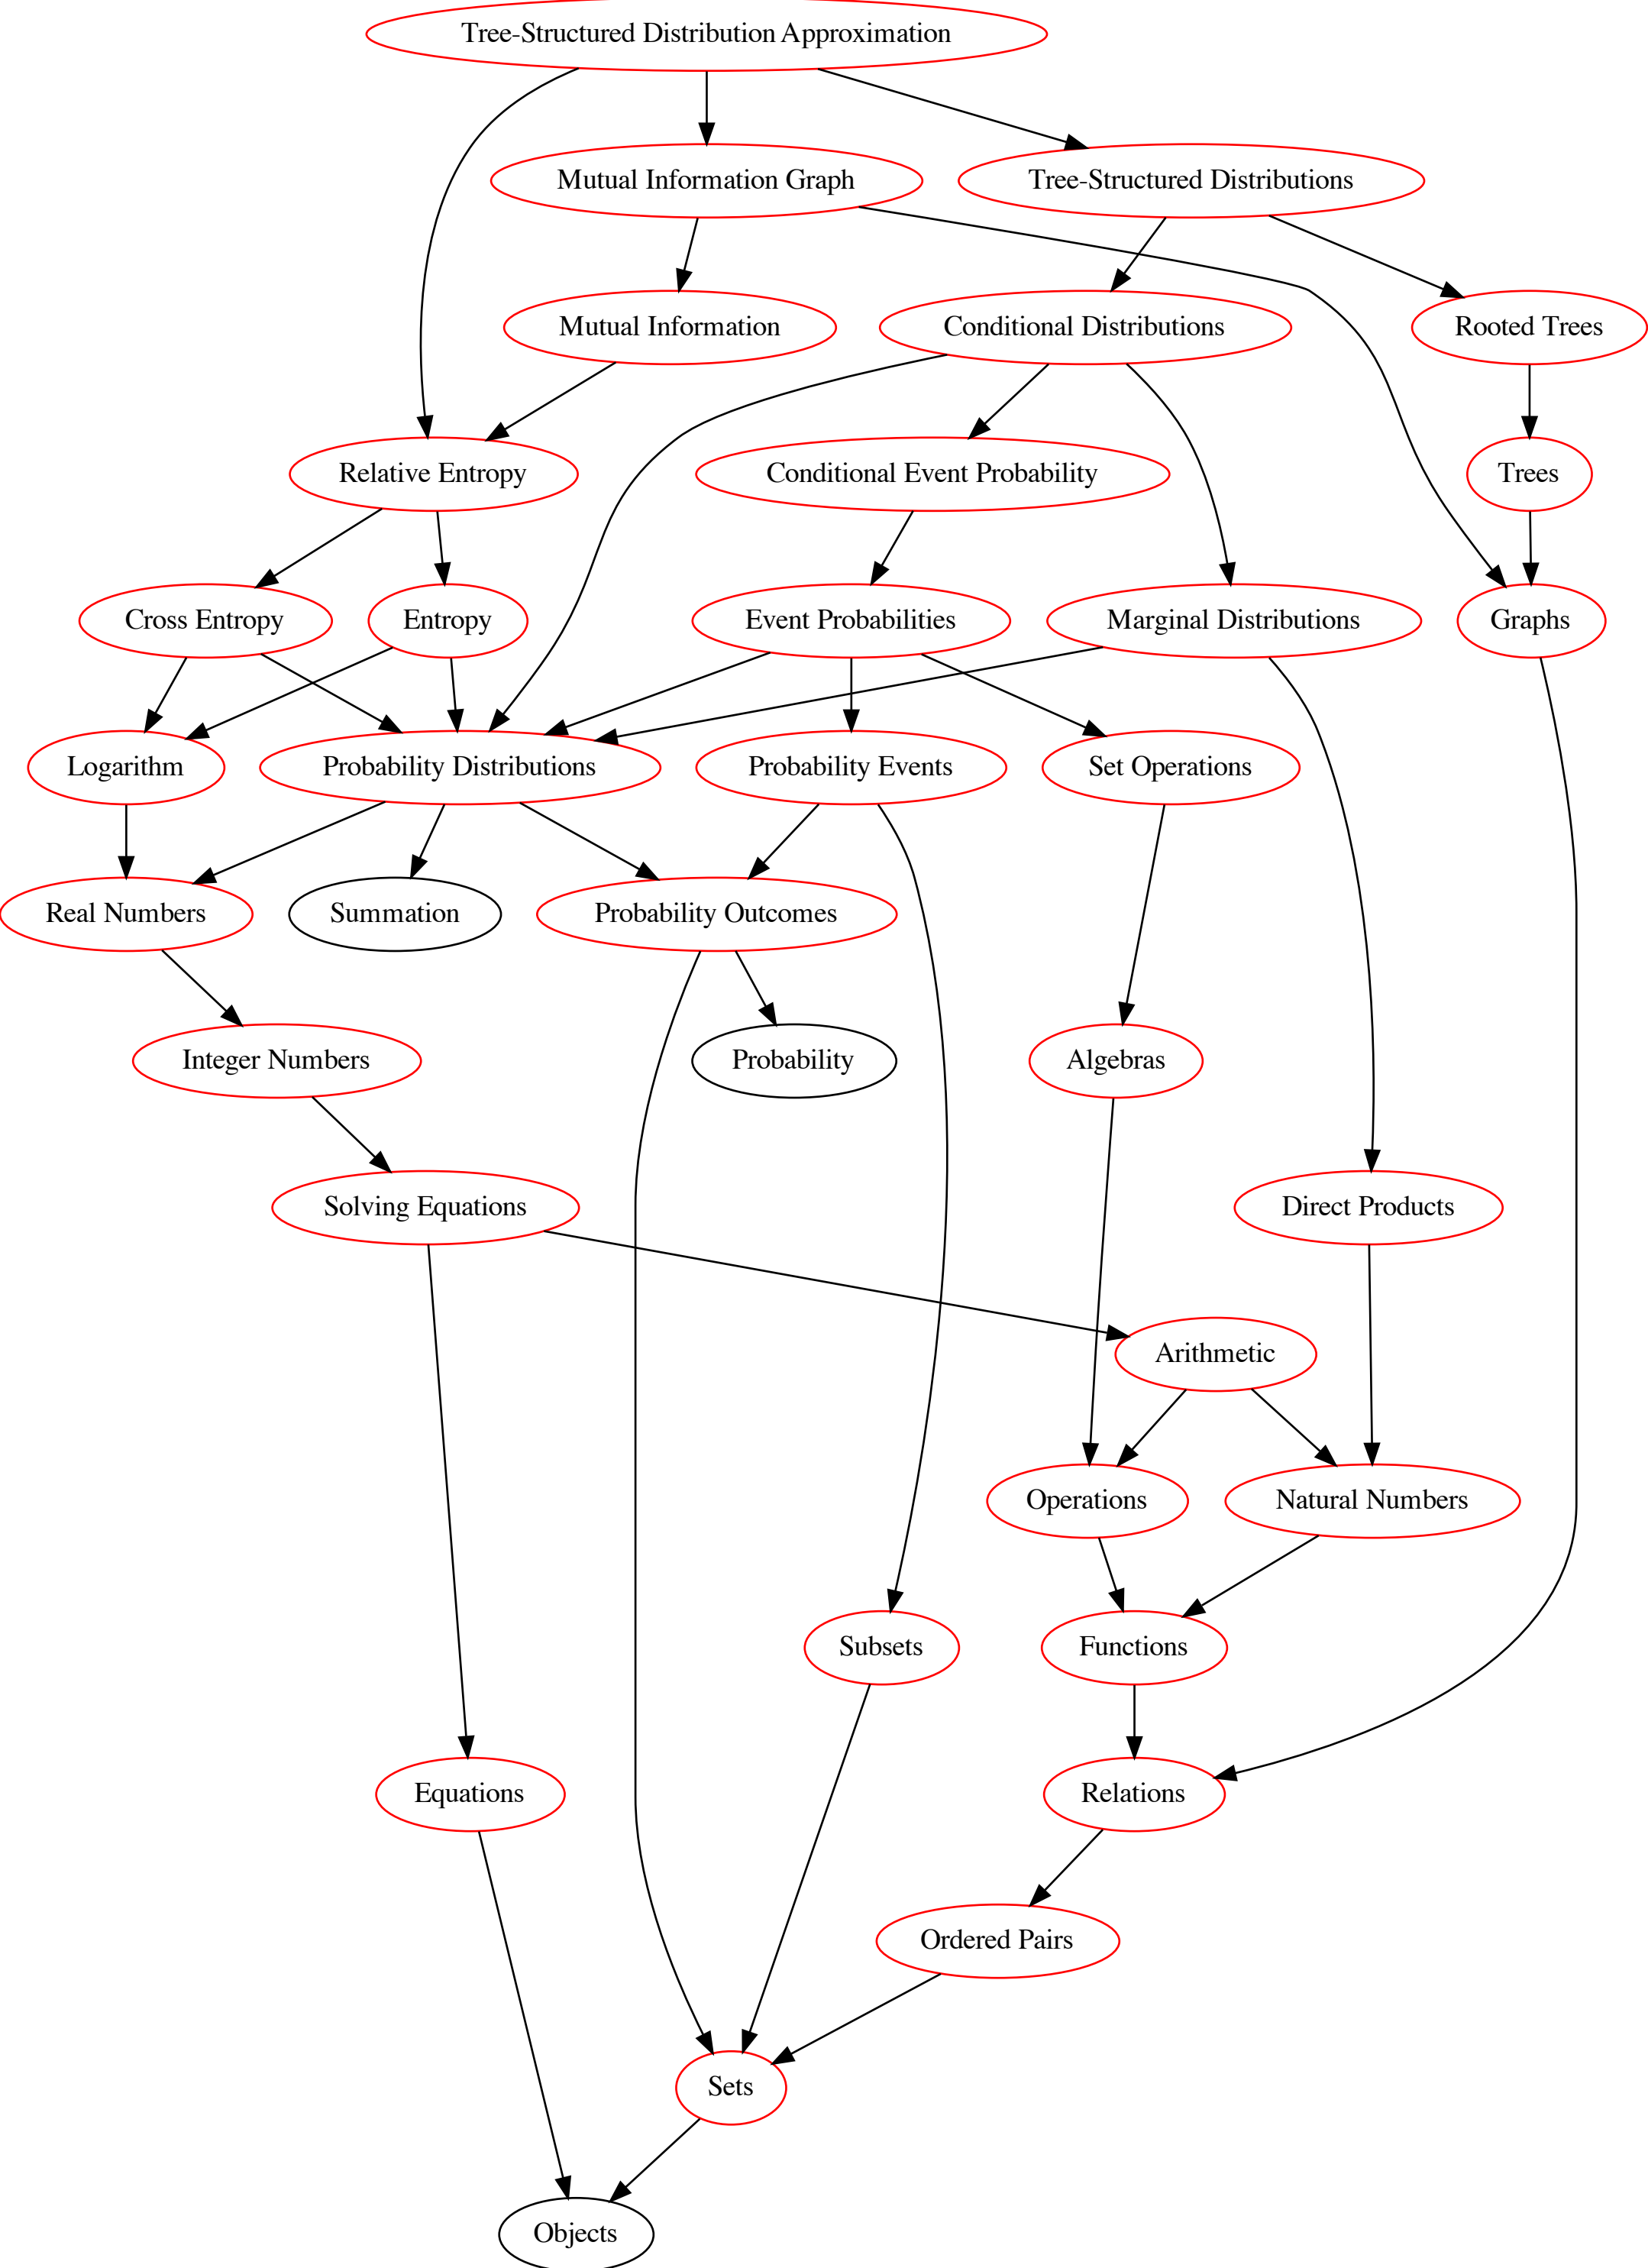 Tree-Structured Distribution Approximation
Mutual Information Graph
Tree-Structured Distributions
Mutual Information
Conditional Distributions
Rooted Trees
Relative Entropy
Conditional Event Probability
Trees
Cross Entropy
Entropy
Event Probabilities
Marginal Distributions
Graphs
Logarithm
Probability Distributions
Probability Events
Set Operations
Real Numbers
Summation
Probability Outcomes
Integer Numbers
Probability
Algebras
Solving Equations
Direct Products
Arithmetic
Operations
Natural Numbers
Subsets
Functions
Equations
Relations
Ordered Pairs
Sets
Objects